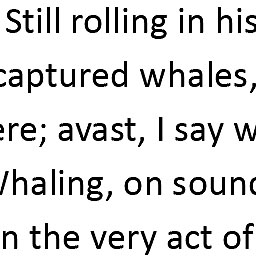 Still rolling in his
captured whales,
ere; avast, I say w
Whaling, on sound
n the very act of